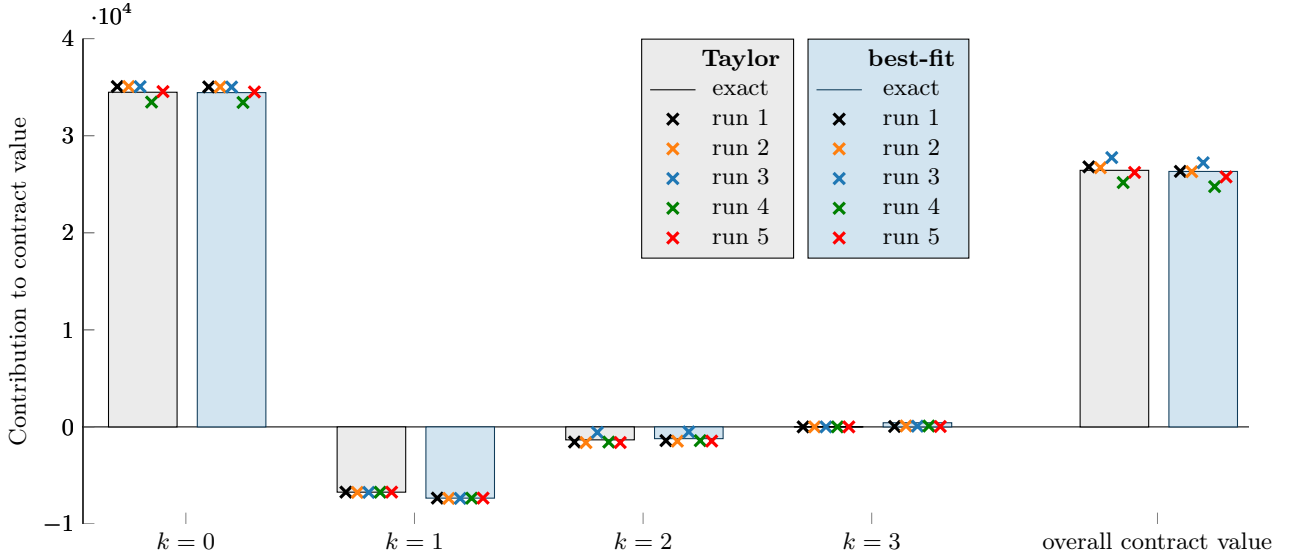 ·10⁴
4
3
2
1
0
−1
Contribution to contract value
Taylor
exact
run 1
run 2
run 3
run 4
run 5
best-fit
exact
run 1
run 2
run 3
run 4
run 5
k = 0
k = 1
k = 2
k = 3
overall contract value